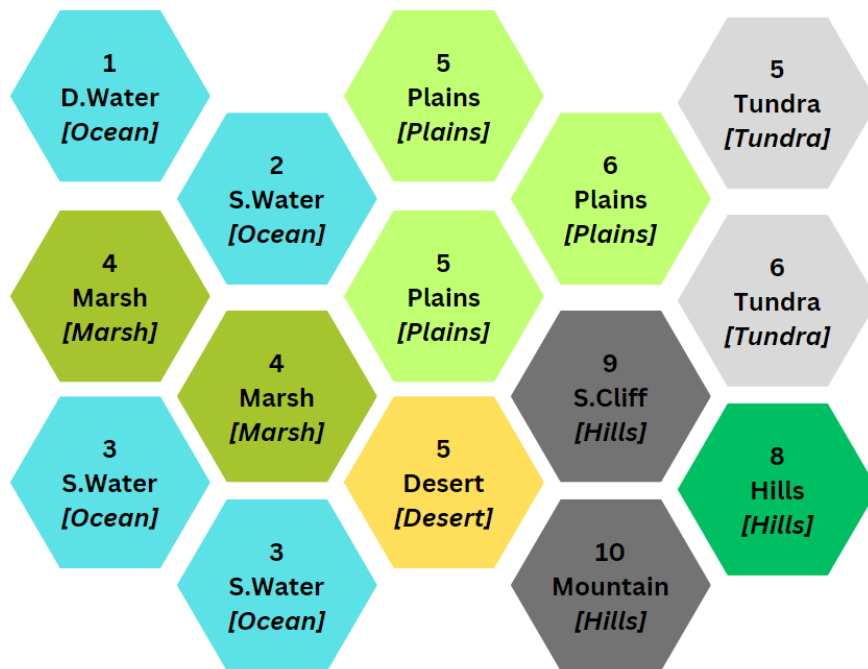 1
D.Water
[Ocean]
5
Plains
[Plains]
5
Tundra
[Tundra]
2
S.Water
[Ocean]
6
Plains
[Plains]
4
Marsh
[Marsh]
5
Plains
[Plains]
6
Tundra
[Tundra]
4
Marsh
[Marsh]
9
S.Cliff
[Hills]
3
S.Water
[Ocean]
5
Desert
[Desert]
8
Hills
[Hills]
3
S.Water
[Ocean]
10
Mountain
[Hills]